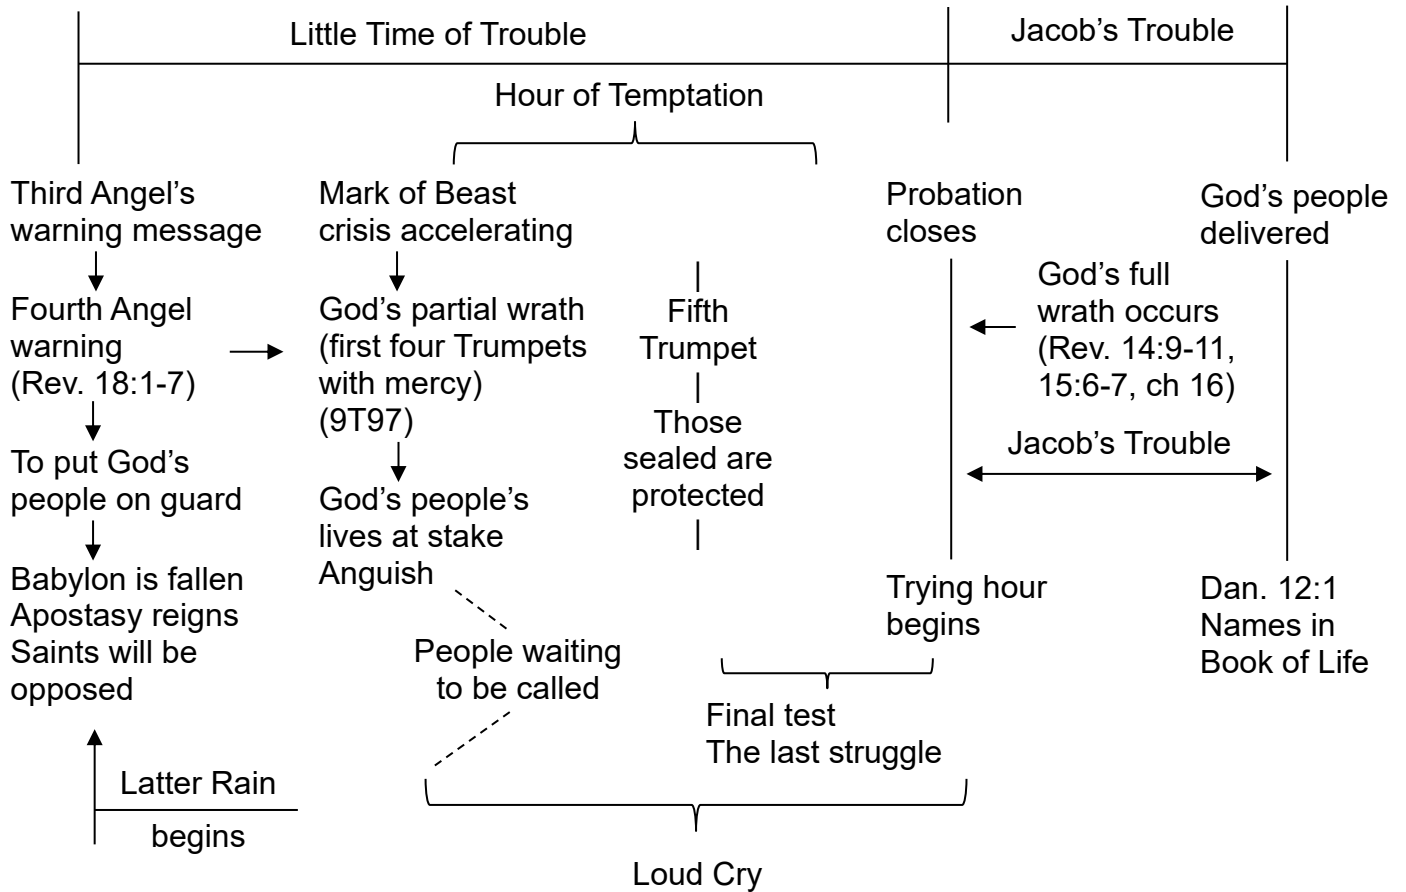 Little Time of Trouble
Jacob’s Trouble
Hour of Temptation
Third Angel’s
warning message
Fourth Angel
warning
(Rev. 18:1-7)
To put God’s
people on guard
Babylon is fallen
Apostasy reigns
Saints will be
opposed
Latter Rain
begins
Mark of Beast
crisis accelerating
God’s partial wrath
(first four Trumpets
with mercy)
(9T97)
God’s people’s
lives at stake
Anguish
People waiting
to be called
Fifth
Trumpet
Those
sealed are
protected
Final test
The last struggle
Loud Cry
Probation
closes
God’s full
wrath occurs
(Rev. 14:9-11,
15:6-7, ch 16)
Jacob’s Trouble
Trying hour
begins
God’s people
delivered
Dan. 12:1
Names in
Book of Life